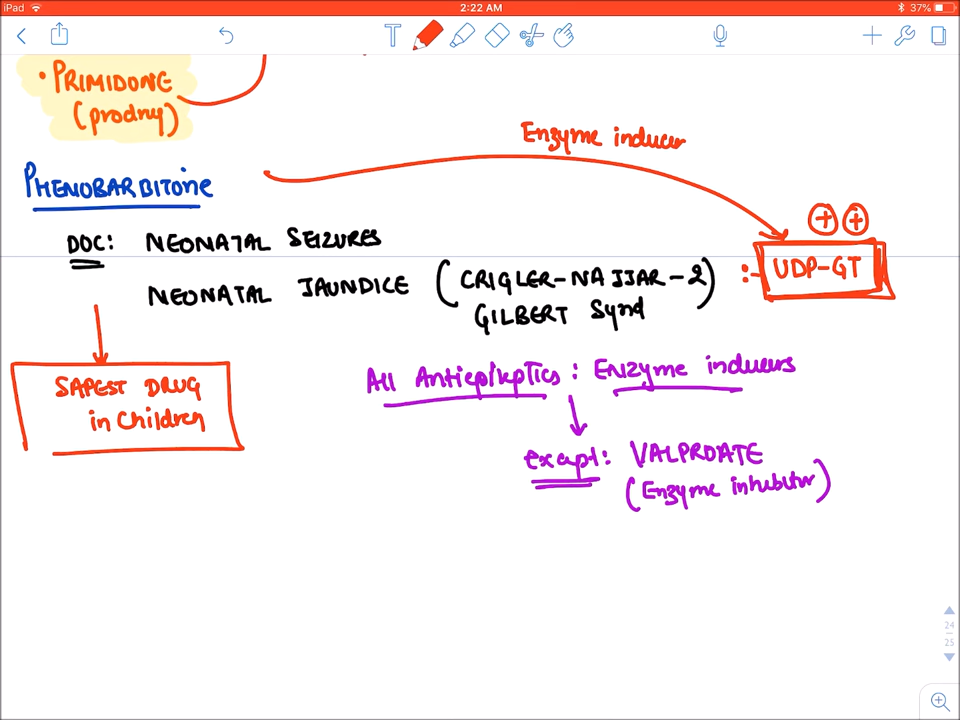 iPad
2:22 AM
37%
T
• PRIMIDONE
(prodrug)
Enzyme inducer
PHENOBARBITONE
DOC: NEONATAL SEIZURES
NEONATAL JAUNDICE (CRIGLER-NAJJAR-2
GILBERT Synd) :- UDP-GT
+ +
SAFEST DRUG
in Children
All Antiepileptics : Enzyme inducers
except: VALPROATE
(Enzyme inhibitor)
24
25